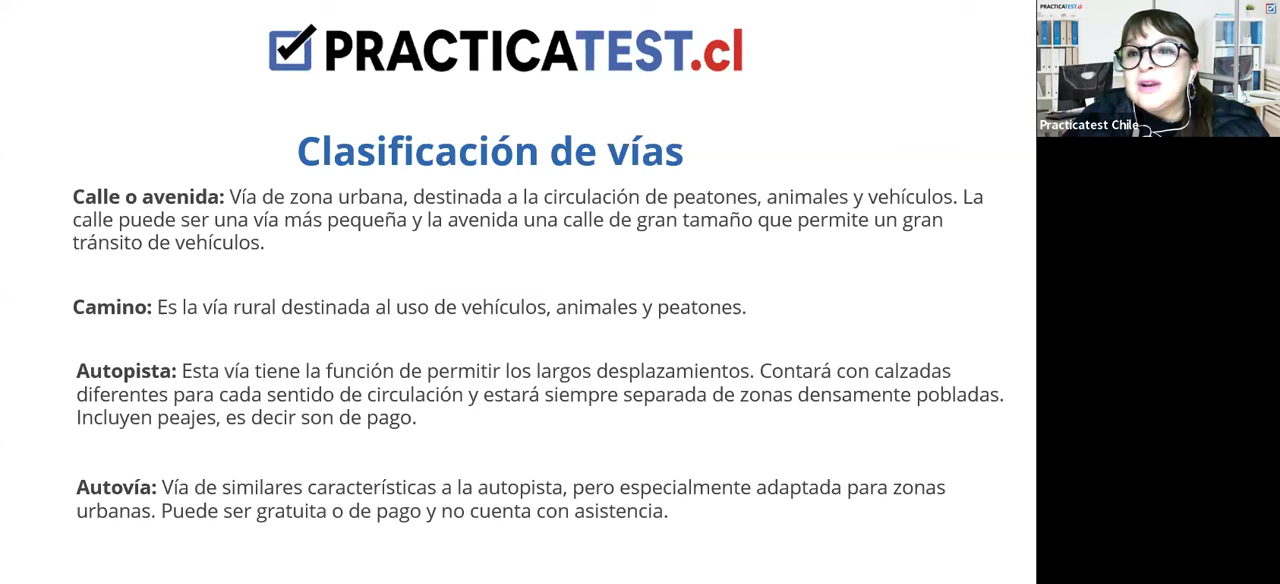 PRACTICATEST.cl
Clasificación de vías
Calle o avenida: Vía de zona urbana, destinada a la circulación de peatones, animales y vehículos. La
calle puede ser una vía más pequeña y la avenida una calle de gran tamaño que permite un gran
tránsito de vehículos.
Camino: Es la vía rural destinada al uso de vehículos, animales y peatones.
Autopista: Esta vía tiene la función de permitir los largos desplazamientos. Contará con calzadas
diferentes para cada sentido de circulación y estará siempre separada de zonas densamente pobladas.
Incluyen peajes, es decir son de pago.
Autovía: Vía de similares características a la autopista, pero especialmente adaptada para zonas
urbanas. Puede ser gratuita o de pago y no cuenta con asistencia.
PRACTICATEST.cl
Practicatest Chile